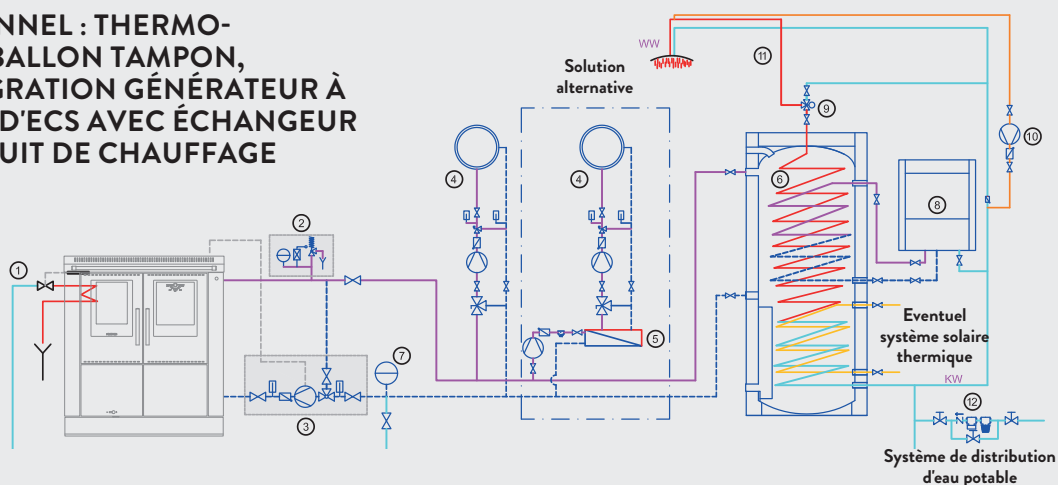 NNEL : THERMO-
BALLON TAMPON,
GRATION GÉNÉRATEUR À
D'ECS AVEC ÉCHANGEUR
UIT DE CHAUFFAGE
WW
Solution
alternative
11
9
10
4
4
6
8
2
1
5
7
3
Eventuel
système solaire
thermique
KW
12
Système de distribution
d'eau potable